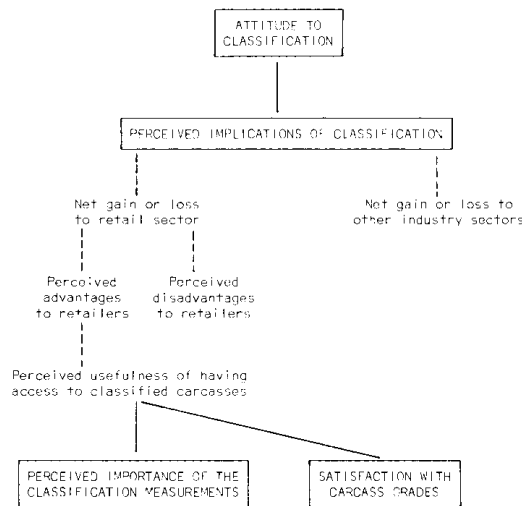 ATTITUDE TO
CLASSIFICATION
PERCEIVED IMPLICATIONS OF CLASSIFICATION
Net gain or loss
to retail sector
Net gain or loss to
other industry sectors
Perceived
advantages
to retailers
Perceived
disadvantages
to retailers
Perceived usefulness of having
access to classified carcasses
PERCEIVED IMPORTANCE OF THE
CLASSIFICATION MEASUREMENTS
SATISFACTION WITH
CARCASS GRADES